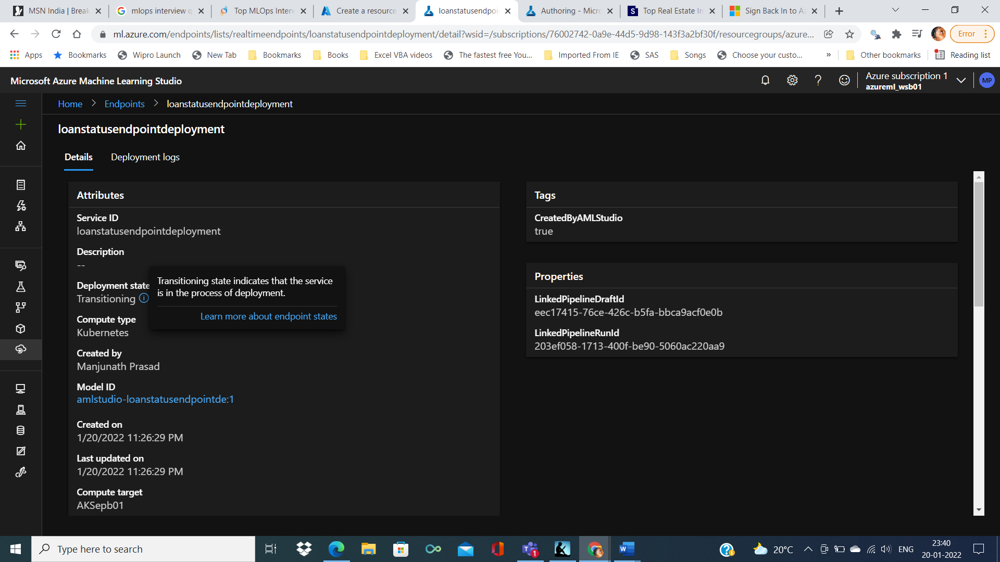 MSN India | Break
mlops interview q
Top MLOps Interv
Create a resource
loanstatusendpoi
Authoring - Micro
Top Real Estate In
Sign Back In to Az
ml.azure.com/endpoints/lists/realtimeendpoints/loanstatusendpointdeployment/detail?wsid=/subscriptions/76002742-0a9e-44d5-9d98-143f3a2bf30f/resourcegroups/azure...
Error
Apps
Bookmarks
Wipro Launch
New Tab
Bookmarks
Books
Excel VBA videos
The fastest free You...
Imported From IE
SAS
Songs
Choose your custo...
»
Other bookmarks
Reading list
Microsoft Azure Machine Learning Studio
Azure subscription 1
azureml_wsb01
MP
Home > Endpoints > loanstatusendpointdeployment
loanstatusendpointdeployment
Details
Deployment logs
Attributes
Service ID
loanstatusendpointdeployment
Description
--
Deployment state
Transitioning
Transitioning state indicates that the service
is in the process of deployment.
Learn more about endpoint states
Compute type
Kubernetes
Created by
Manjunath Prasad
Model ID
amlstudio-loanstatusendpointde:1
Created on
1/20/2022 11:26:29 PM
Last updated on
1/20/2022 11:26:29 PM
Compute target
AKSepb01
Tags
CreatedByAMLStudio
true
Properties
LinkedPipelineDraftId
eec17415-76ce-426c-b5fa-bbca9acf0e0b
LinkedPipelineRunId
203ef058-1713-400f-be90-5060ac220aa9
Type here to search
1
20°C
ENG
23:40
20-01-2022